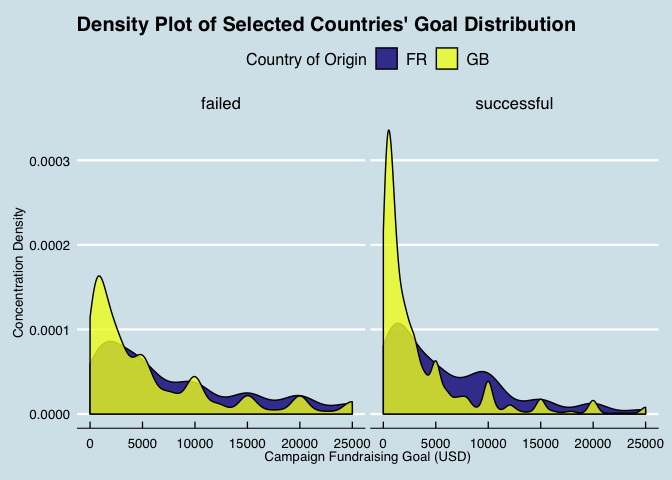 Density Plot of Selected Countries' Goal Distribution
Country of Origin FR GB
failed successful
0.0003
0.0002
0.0001
0.0000
Concentration Density
0 5000 10000 15000 20000 25000 0 5000 10000 15000 20000 25000
Campaign Fundraising Goal (USD)